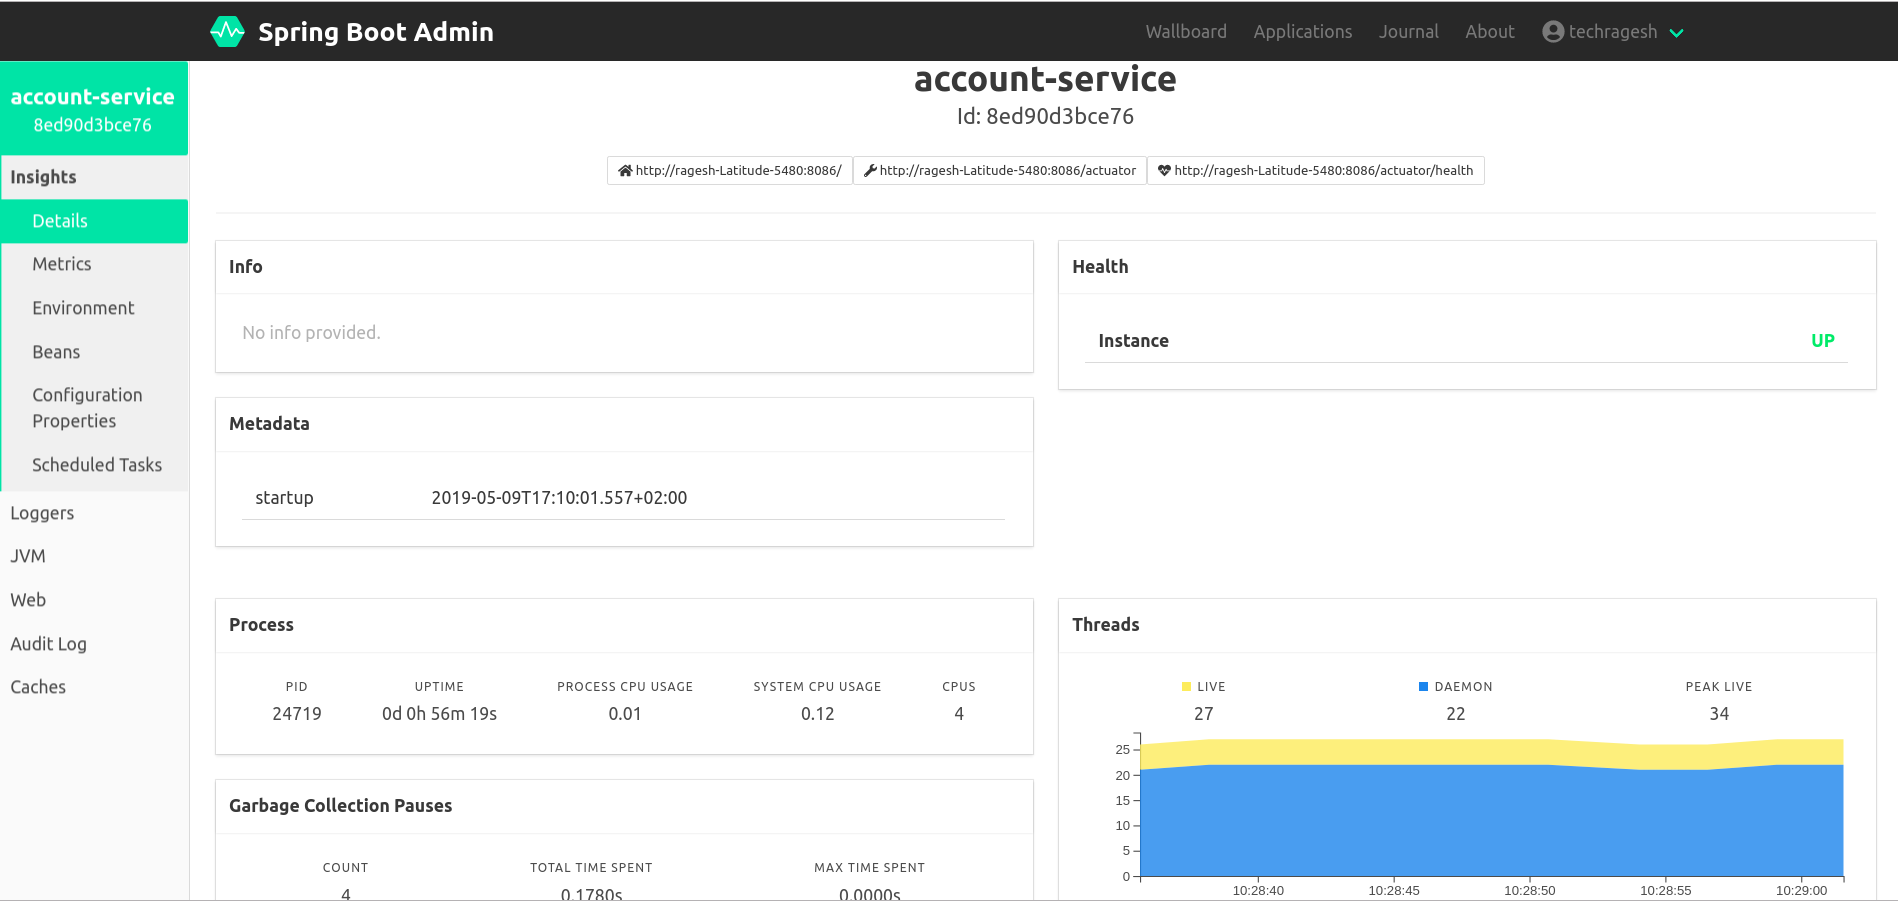 Spring Boot Admin
Wallboard
Applications
Journal
About
techragesh
account-service
8ed90d3bce76
Insights
Details
Metrics
Environment
Beans
Configuration
Properties
Scheduled Tasks
Loggers
JVM
Web
Audit Log
Caches
account-service
Id: 8ed90d3bce76
http://ragesh-Latitude-5480:8086/
http://ragesh-Latitude-5480:8086/actuator
http://ragesh-Latitude-5480:8086/actuator/health
Info
No info provided.
Health
Instance UP
Metadata
startup 2019-05-09T17:10:01.557+02:00
Process
PID UPTIME PROCESS CPU USAGE SYSTEM CPU USAGE CPUS
24719 0d 0h 56m 19s 0.01 0.12 4
Threads
LIVE DAEMON PEAK LIVE
27 22 34
25
20
15
10
5
0
10:28:40 10:28:45 10:28:50 10:28:55 10:29:00
Garbage Collection Pauses
COUNT TOTAL TIME SPENT MAX TIME SPENT
4 0.1780s 0.0000s